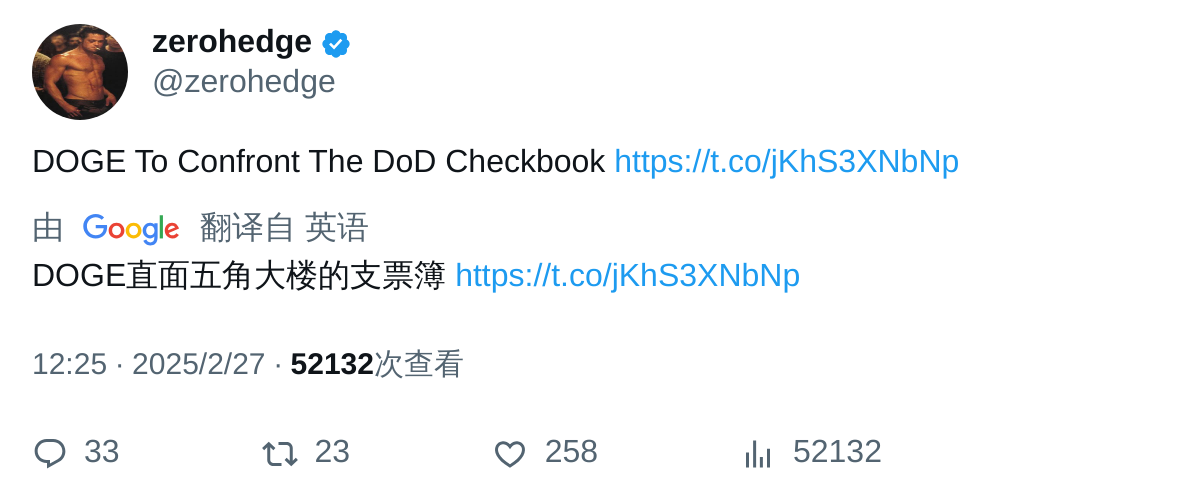 zerohedge
@zerohedge
DOGE To Confront The DoD Checkbook https://t.co/jKhS3XNbNp
由 Google 翻译自 英语
DOGE直面五角大楼的支票簿 https://t.co/jKhS3XNbNp
12:25 · 2025/2/27 · 52132次查看
33 23 258 52132